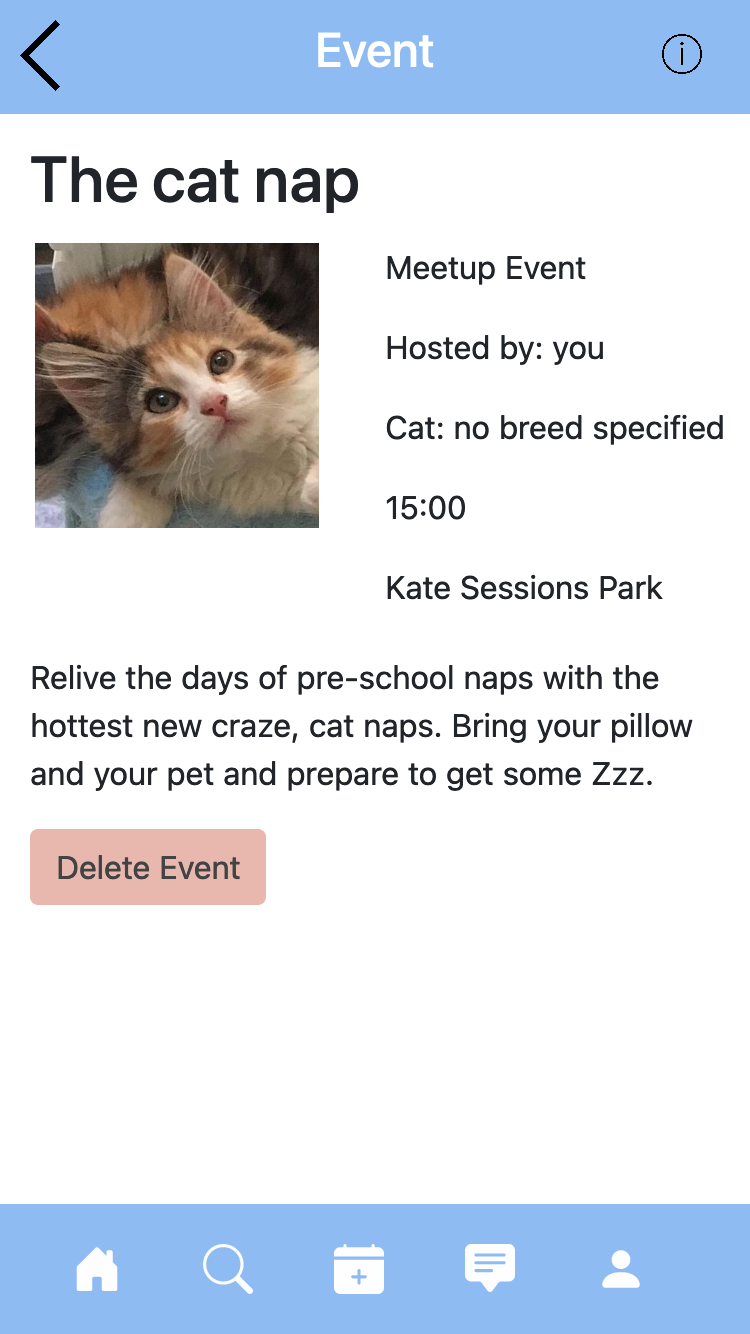 Event
The cat nap
Meetup Event
Hosted by: you
Cat: no breed specified
15:00
Kate Sessions Park
Relive the days of pre-school naps with the
hottest new craze, cat naps. Bring your pillow
and your pet and prepare to get some Zzz.
Delete Event